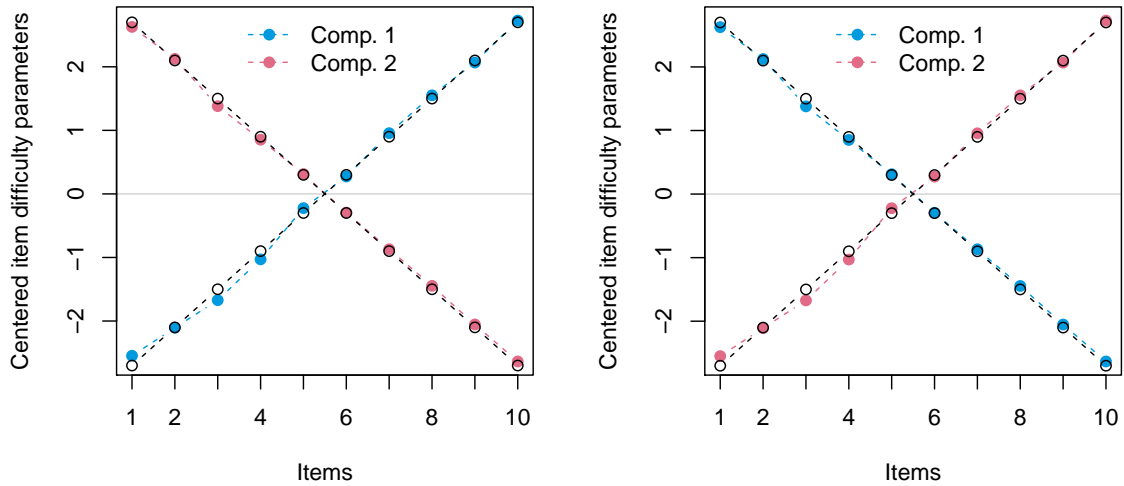 Centered item difficulty parameters
2
1
0
−1
−2
Comp. 1
Comp. 2
1 2 4 6 8 10
Items
Centered item difficulty parameters
2
1
0
−1
−2
Comp. 1
Comp. 2
1 2 4 6 8 10
Items